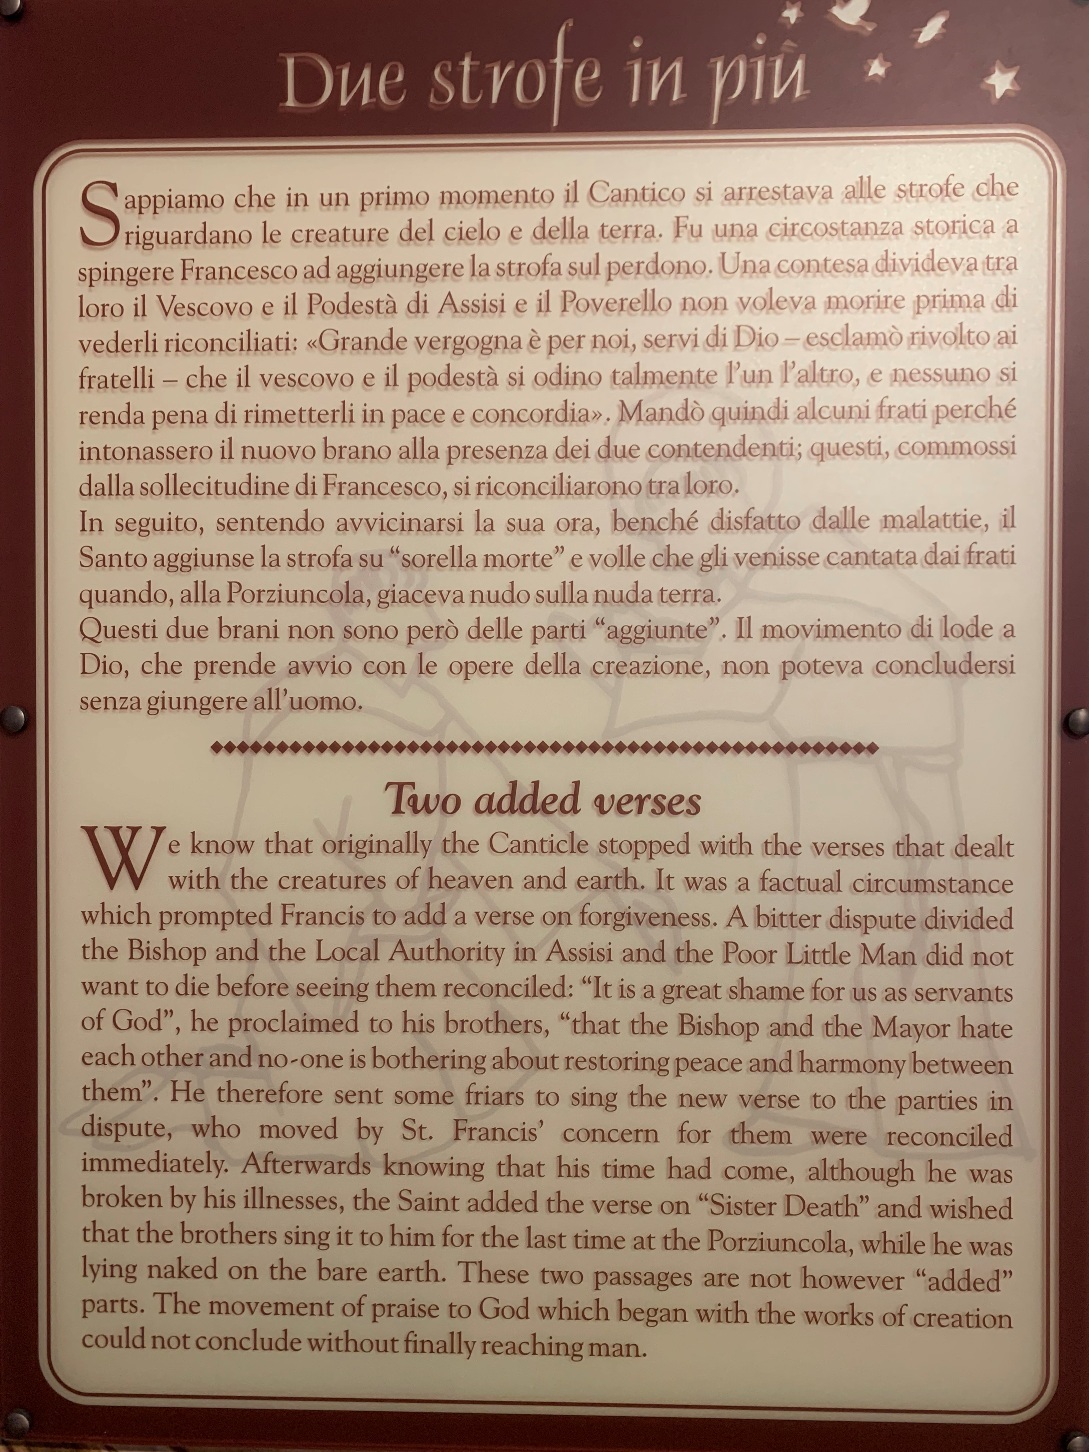 Due strofe in più
Sappiamo che in un primo momento il Cantico si arrestava alle strofe che
riguardano le creature del cielo e della terra. Fu una circostanza storica a
spingere Francesco ad aggiungere la strofa sul perdono. Una contesa divideva tra
loro il Vescovo e il Podestà di Assisi e il Poverello non voleva morire prima di
vederli riconciliati: «Grande vergogna è per noi, servi di Dio – esclamò rivolto ai
fratelli – che il vescovo e il podestà si odino talmente l'un l'altro, e nessuno si
renda pena di rimetterli in pace e concordia». Mandò quindi alcuni frati perché
intonassero il nuovo brano alla presenza dei due contendenti; questi, commossi
dalla sollecitudine di Francesco, si riconciliarono tra loro.
In seguito, sentendo avvicinarsi la sua ora, benché disfatto dalle malattie, il
Santo aggiunse la strofa su “sorella morte” e volle che gli venisse cantata dai frati
quando, alla Porziuncola, giaceva nudo sulla nuda terra.
Questi due brani non sono però delle parti “aggiunte”. Il movimento di lode a
Dio, che prende avvio con le opere della creazione, non poteva concludersi
senza giungere all'uomo.
Two added verses
We know that originally the Canticle stopped with the verses that dealt
with the creatures of heaven and earth. It was a factual circumstance
which prompted Francis to add a verse on forgiveness. A bitter dispute divided
the Bishop and the Local Authority in Assisi and the Poor Little Man did not
want to die before seeing them reconciled: “It is a great shame for us as servants
of God”, he proclaimed to his brothers, “that the Bishop and the Mayor hate
each other and no-one is bothering about restoring peace and harmony between
them”. He therefore sent some friars to sing the new verse to the parties in
dispute, who moved by St. Francis' concern for them were reconciled
immediately. Afterwards knowing that his time had come, although he was
broken by his illnesses, the Saint added the verse on “Sister Death” and wished
that the brothers sing it to him for the last time at the Porziuncola, while he was
lying naked on the bare earth. These two passages are not however “added”
parts. The movement of praise to God which began with the works of creation
could not conclude without finally reaching man.